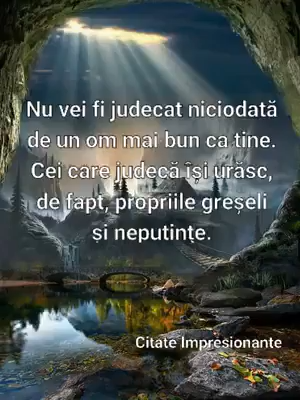 Nu vei fi judecat niciodată
de un om mai bun ca tine.
Cei care judecă își urăsc,
de fapt, propriile greșeli
și neputințe.
Citate Impresionante